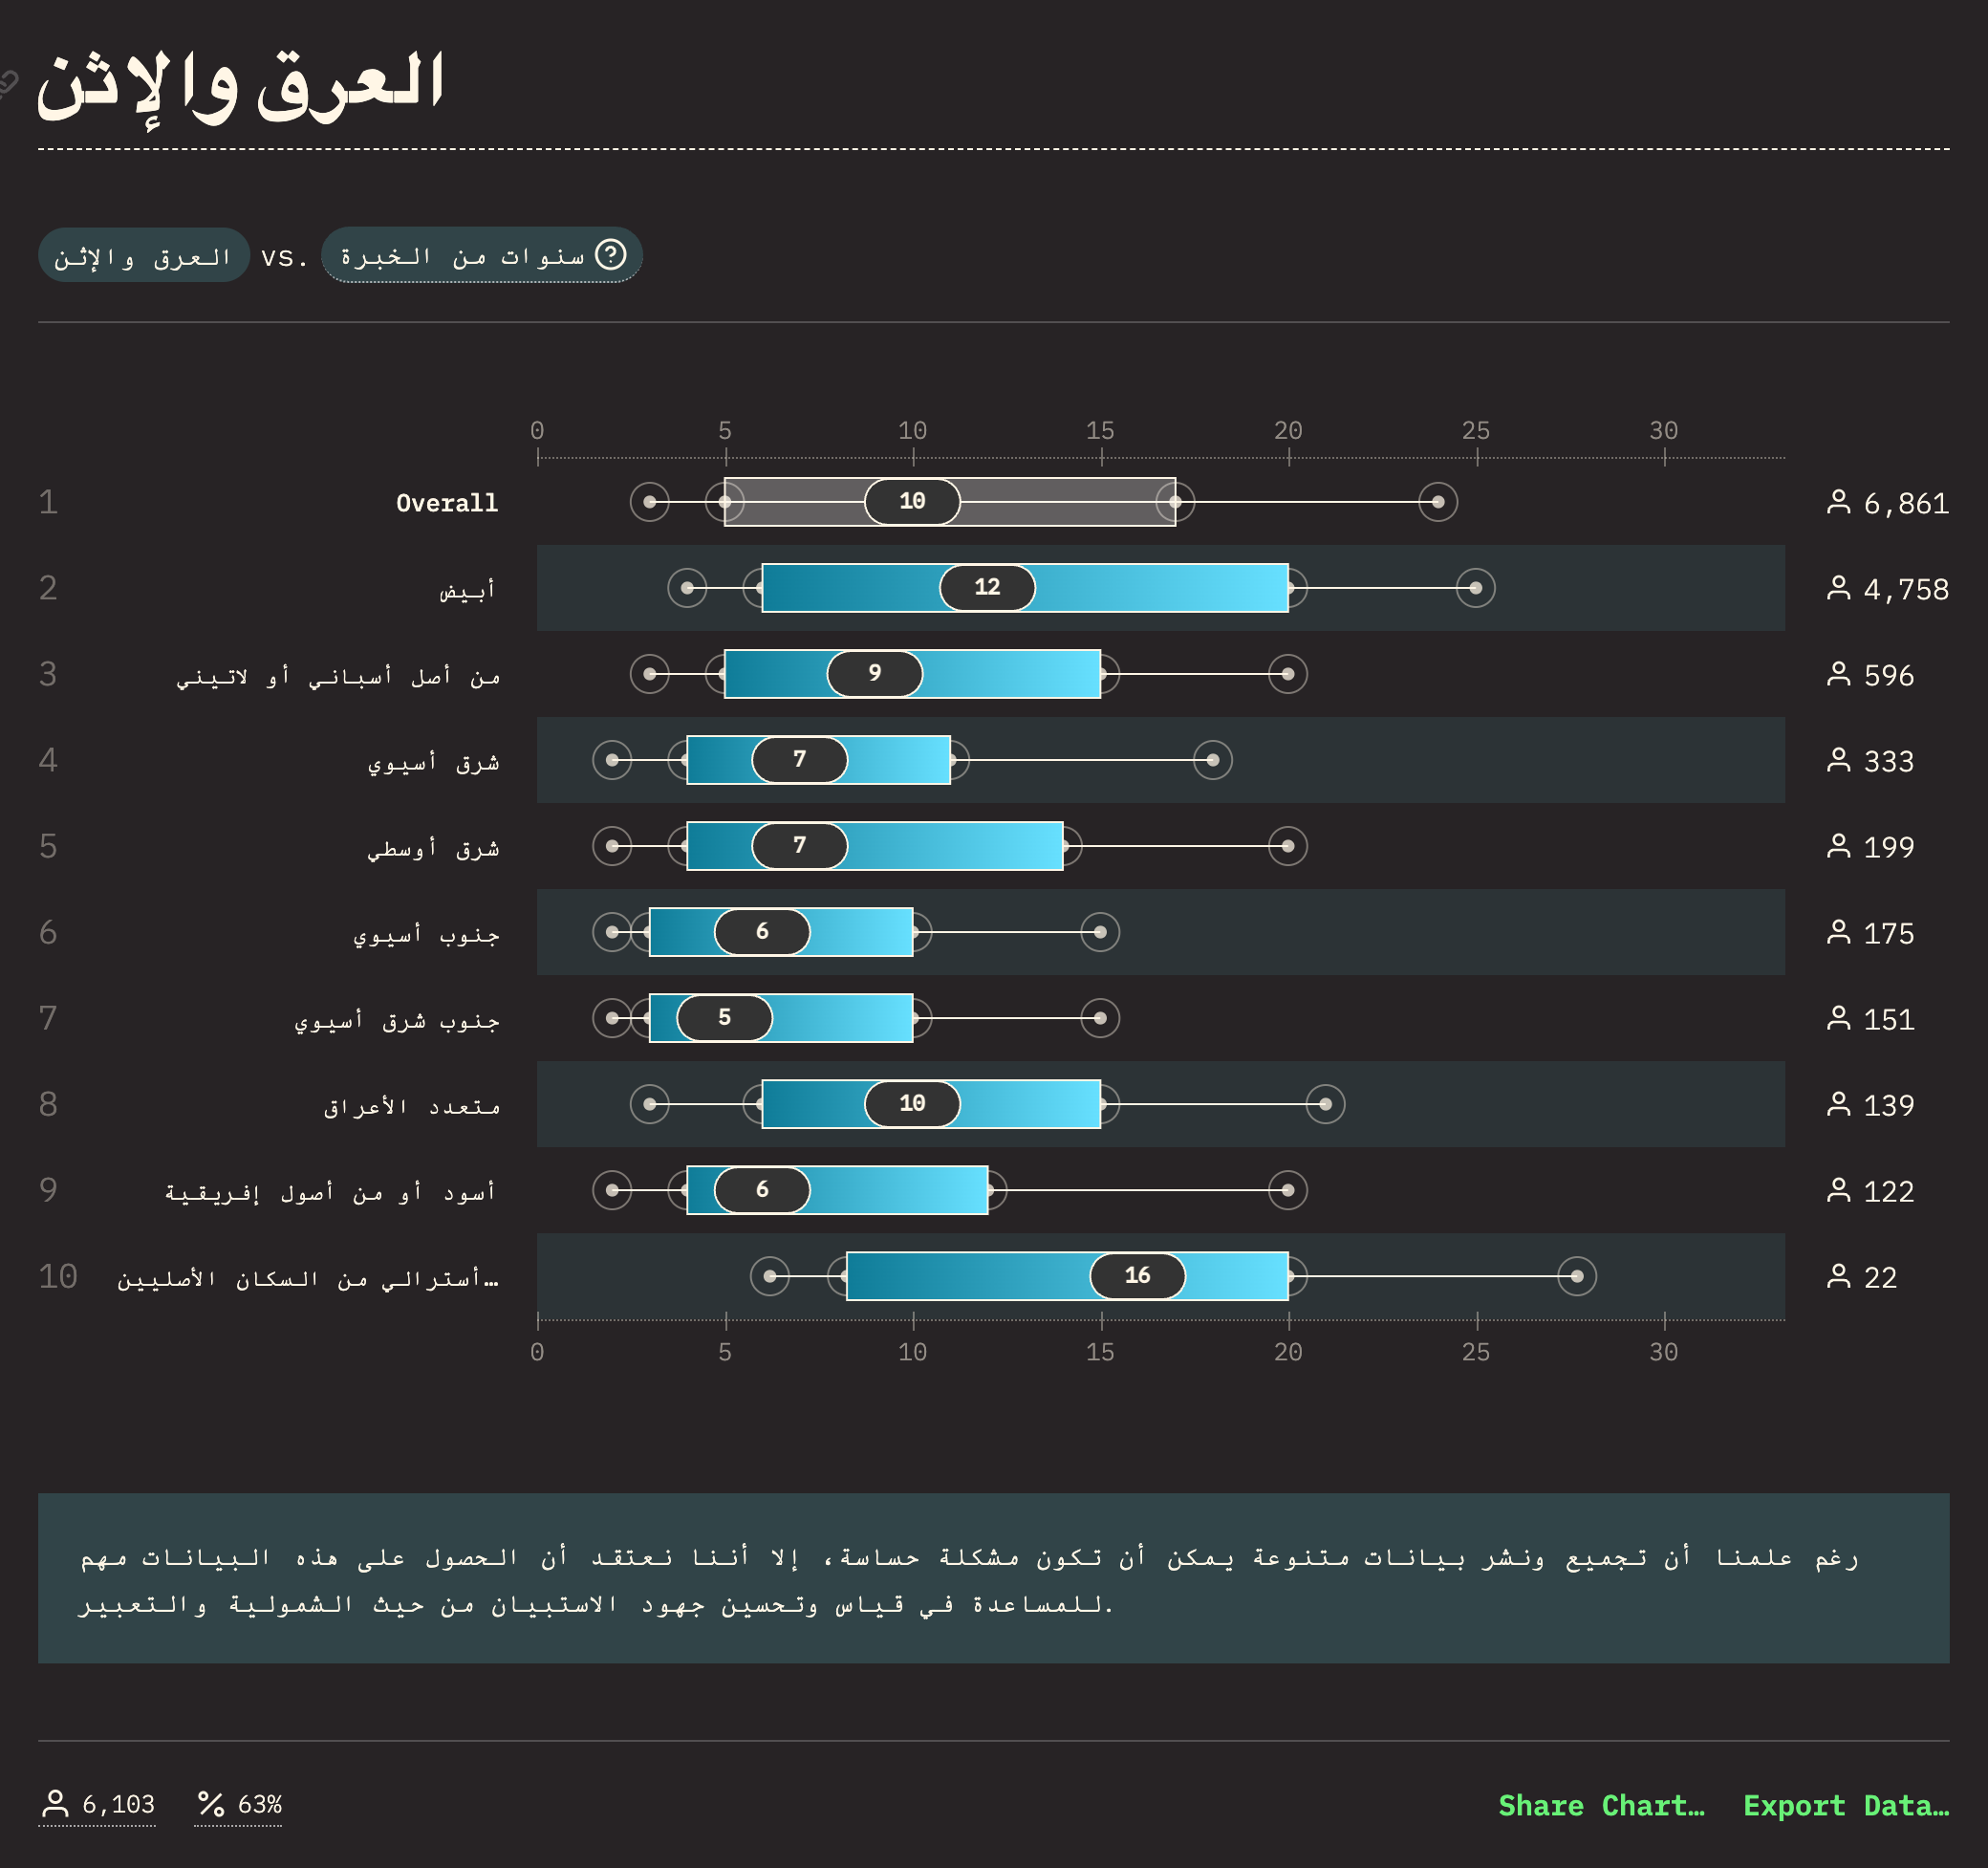 العرق والإثن
العرق والإثن vs. سنوات من الخبرة
0 5 10 15 20 25 30
1 Overall 10 6,861
2 أبيض 12 4,758
3 من أصل أسباني أو لاتيني 9 596
4 شرق أسيوي 7 333
5 شرق أوسطي 7 199
6 جنوب أسيوي 6 175
7 جنوب شرق أسيوي 5 151
8 متعدد الأعراق 10 139
9 أسود أو من أصول إفريقية 6 122
10 أسترالي من السكان الأصليين… 16 22
0 5 10 15 20 25 30
رغم علمنا أن تجميع ونشر بيانات متنوعة يمكن أن تكون مشكلة حساسة، إلا أننا نعتقد أن الحصول على هذه البيانات مهم
للمساعدة في قياس وتحسين جهود الاستبيان من حيث الشمولية والتعبير.
6,103 63% Share Chart… Export Data…